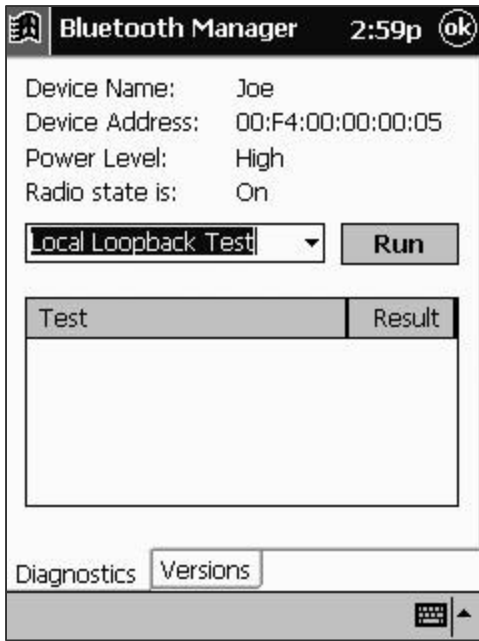 Bluetooth Manager 2:59p ok
Device Name: Joe
Device Address: 00:F4:00:00:00:05
Power Level: High
Radio state is: On
Local Loopback Test Run
Test Result
Diagnostics Versions